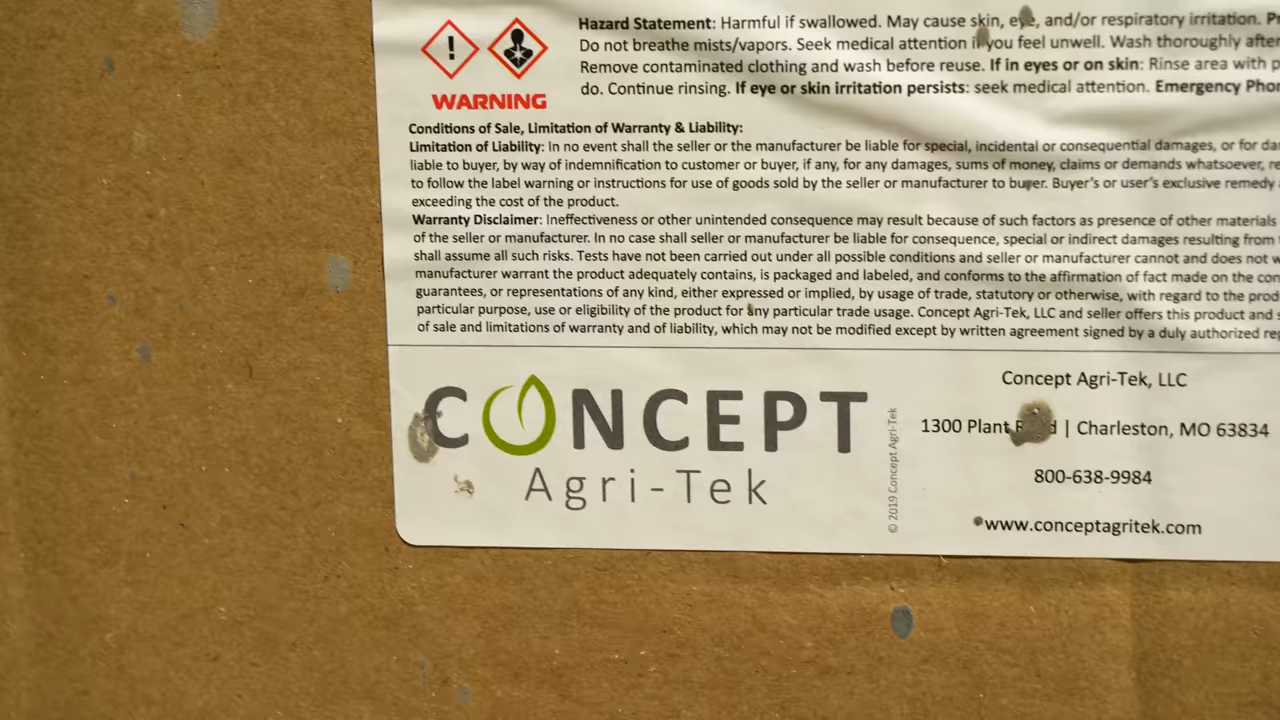 Hazard Statement: Harmful if swallowed. May cause skin, eye, and/or respiratory irritation.
Do not breathe mists/vapors. Seek medical attention if you feel unwell. Wash thoroughly after
Remove contaminated clothing and wash before reuse. If in eyes or on skin: Rinse area with
do. Continue rinsing. If eye or skin irritation persists: seek medical attention. Emergency
WARNING
Conditions of Sale, Limitation of Warranty & Liability:
Limitation of Liability: In no event shall the seller or the manufacturer be liable for special, incidental or consequential damages, or for
liable to buyer, by way of indemnification to customer or buyer, if any, for any damages, sums of money, claims or demands whatsoever,
to follow the label warning or instructions for use of goods sold by the seller or manufacturer to buyer. Buyer's or user's exclusive remedy
exceeding the cost of the product.
Warranty Disclaimer: Ineffectiveness or other unintended consequence may result because of such factors as presence of other materials
of the seller or manufacturer. In no case shall seller or manufacturer be liable for consequence, special or indirect damages resulting from
shall assume all such risks. Tests have not been carried out under all possible conditions and seller or manufacturer cannot and does not
manufacturer warrant the product adequately contains, is packaged and labeled, and conforms to the affirmation of fact made on the
guarantees, or representations of any kind, either expressed or implied, by usage of trade, statutory or otherwise, with regard to the
particular purpose, use or eligibility of the product for any particular trade usage. Concept Agri-Tek, LLC and seller offers this product and
of sale and limitations of warranty and of liability, which may not be modified except by written agreement signed by a duly authorized
CONCEPT
Agri-Tek
© 2019 Concept Agri-Tek
Concept Agri-Tek, LLC
1300 Plant | Charleston, MO 63834
800-638-9984
www.conceptagritek.com